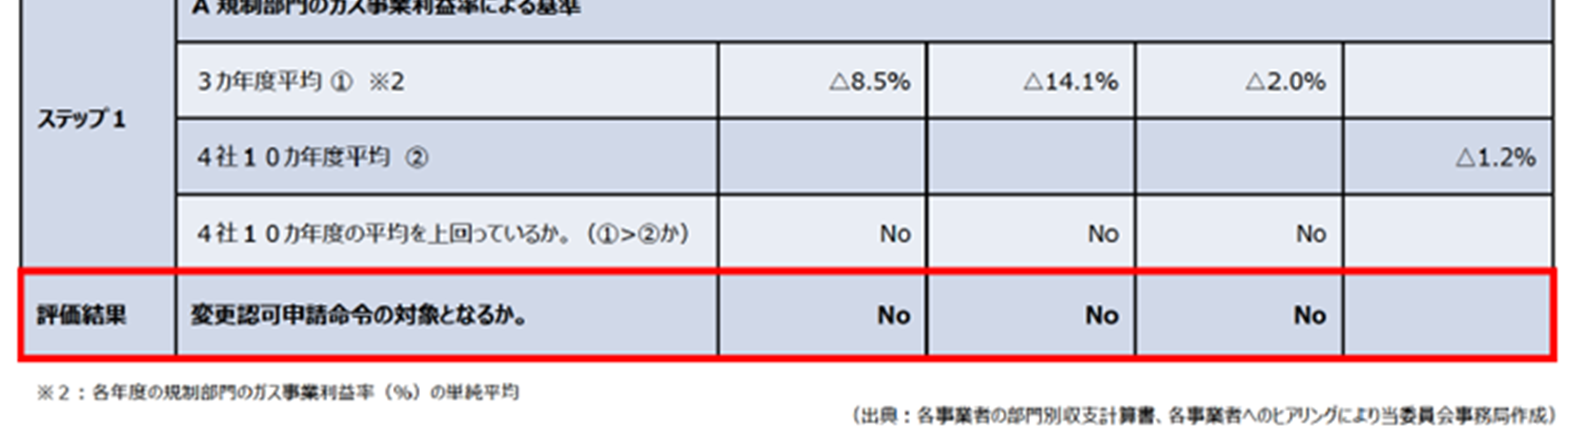 A 規制部門のガス事業利益率による基準
ステップ1
3カ年度平均 ① ※2 △8.5% △14.1% △2.0%
4社10カ年度平均 ② △1.2%
4社10カ年度の平均を上回っているか。(①>②か) No No No
評価結果 変更認可申請命令の対象となるか。 No No No
※2:各年度の規制部門のガス事業利益率(%)の単純平均
(出典:各事業者の部門別収支計算書、各事業者へのヒアリングにより当委員会事務局作成)